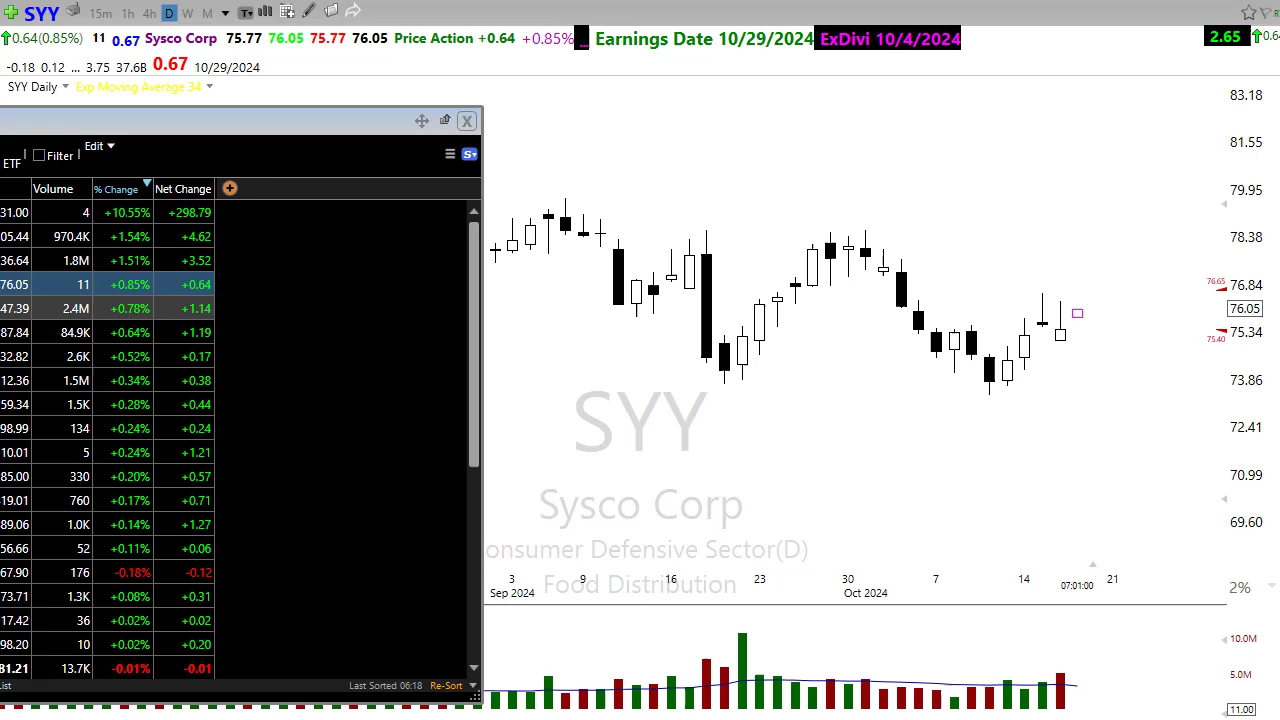 SYY 15m 1h 4h D W M T
0.64(0.85%) 11 0.67 Sysco Corp 75.77 76.05 75.77 76.05 Price Action +0.64 +0.85% ... Earnings Date 10/29/2024 ExDivi 10/4/2024 2.65 0.64
-0.18 0.12 ... 3.75 37.6B 0.67 10/29/2024
SYY Daily Exp Moving Average 34
X
ETF Filter Edit S
Volume % Change Net Change
31.00 4 +10.55% +298.79
05.44 970.4K +1.54% +4.62
36.64 1.8M +1.51% +3.52
76.05 11 +0.85% +0.64
47.39 2.4M +0.78% +1.14
87.84 84.9K +0.64% +1.19
32.82 2.6K +0.52% +0.17
12.36 1.5M +0.34% +0.38
59.34 1.5K +0.28% +0.44
98.99 134 +0.24% +0.24
10.01 5 +0.24% +1.21
85.00 330 +0.20% +0.57
19.01 760 +0.17% +0.71
89.06 1.0K +0.14% +1.27
56.66 52 +0.11% +0.06
67.90 176 -0.18% -0.12
73.71 1.3K +0.08% +0.31
17.42 36 +0.02% +0.02
98.20 10 +0.02% +0.20
81.21 13.7K -0.01% -0.01
ist Last Sorted 06:18 Re-Sort
83.18
81.55
79.95
78.38
76.65 76.84
76.05
75.40 75.34
73.86
72.41
70.99
69.60
2%
SYY
Sysco Corp
onsumer Defensive Sector(D)
Food Distribution
3 9 16 23 30 7 14 07:01:00 21
Sep 2024 Oct 2024
10.0M
5.0M
11.00